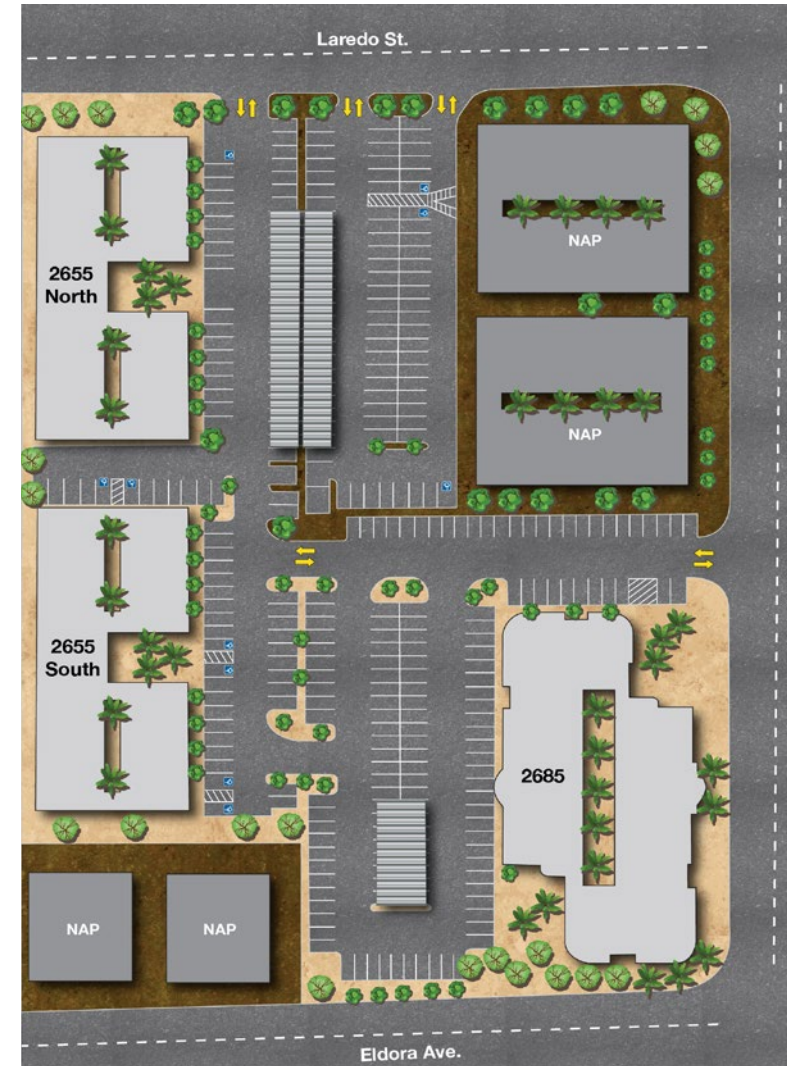 Laredo St.
NAP
2655
North
NAP
2655
South
2685
NAP
NAP
Eldora Ave.